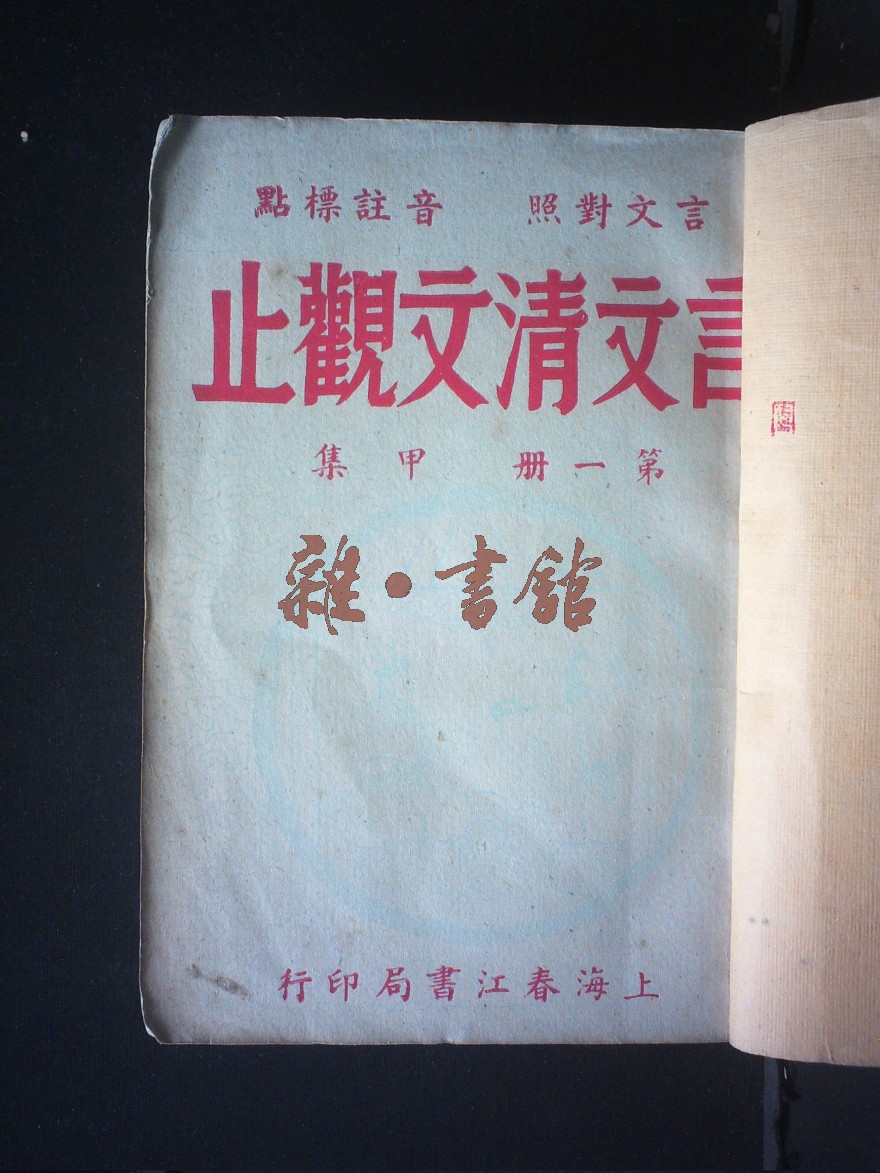 言文對照 音註標點
言文清文觀止
第一册 甲集
雜•書館
上海春江書局印行